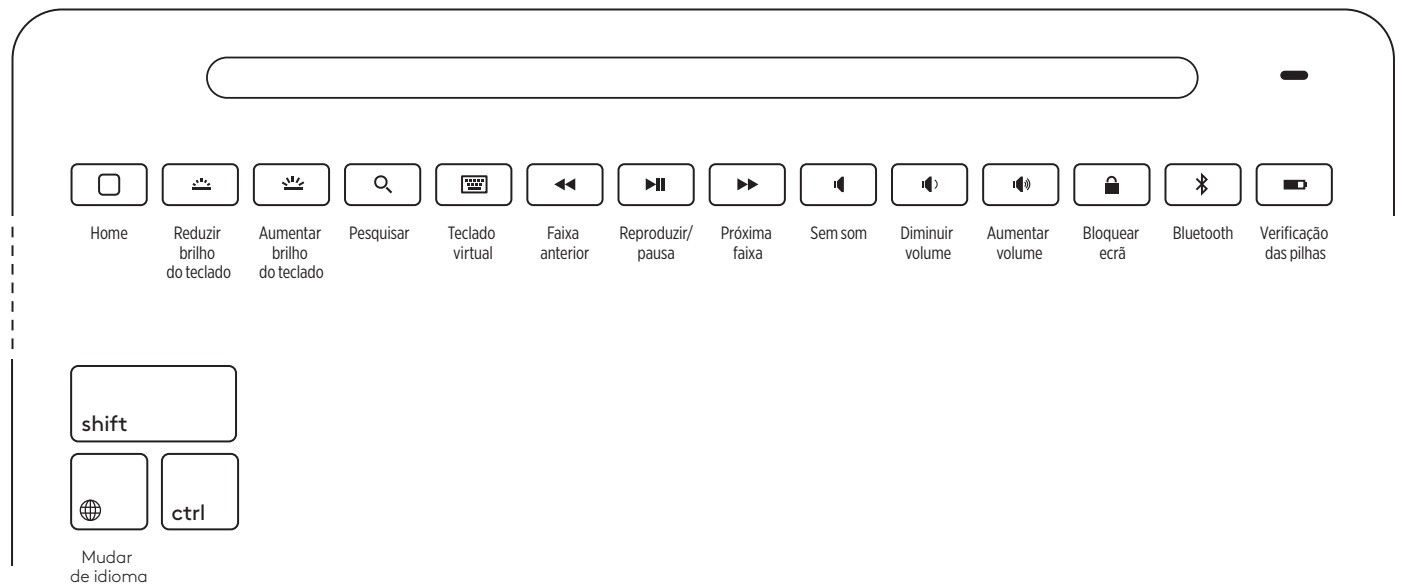 Home
Reduzir
brilho
do teclado
Aumentar
brilho
do teclado
Pesquisar
Teclado
virtual
Faixa
anterior
Reproduzir/
pausa
Próxima
faixa
Sem som
Diminuir
volume
Aumentar
volume
Bloquear
ecrã
Bluetooth
Verificação
das pilhas
shift
ctrl
Mudar
de idioma